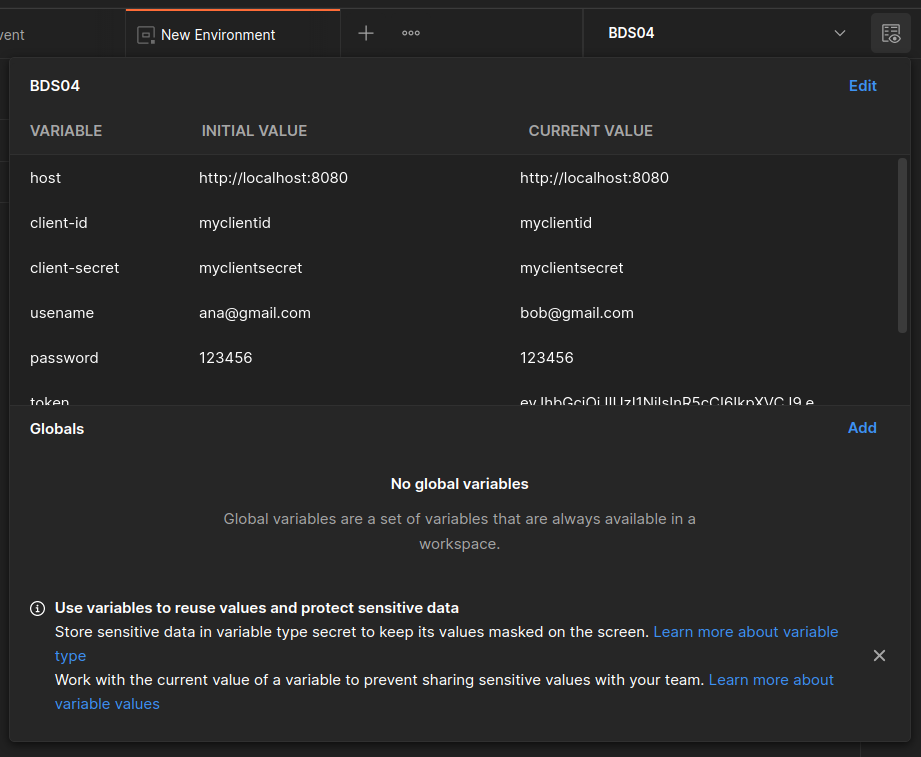 vent
New Environment
BDS04
BDS04
Edit
VARIABLE INITIAL VALUE CURRENT VALUE
host http://localhost:8080 http://localhost:8080
client-id myclientid myclientid
client-secret myclientsecret myclientsecret
usename ana@gmail.com bob@gmail.com
password 123456 123456
token
Globals
Add
No global variables
Global variables are a set of variables that are always available in a
workspace.
Use variables to reuse values and protect sensitive data
Store sensitive data in variable type secret to keep its values masked on the screen. Learn more about variable
type
Work with the current value of a variable to prevent sharing sensitive values with your team. Learn more about
variable values